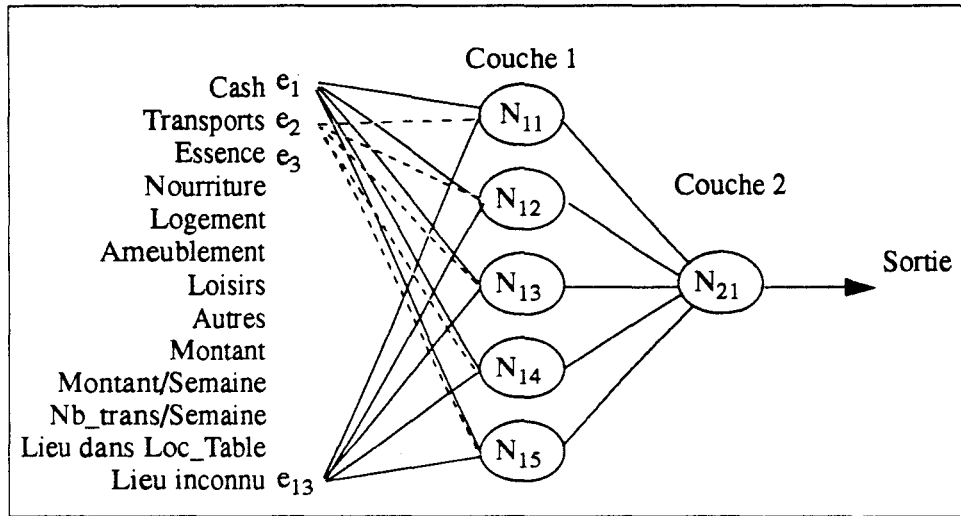 Couche 1
Cash e1
Transports e2
Essence e3
Nourriture
Logement
Ameublement
Loisirs
Autres
Montant
Montant/Semaine
Nb_trans/Semaine
Lieu dans Loc_Table
Lieu inconnu e13
N11
N12
N13
N14
N15
Couche 2
N21
Sortie